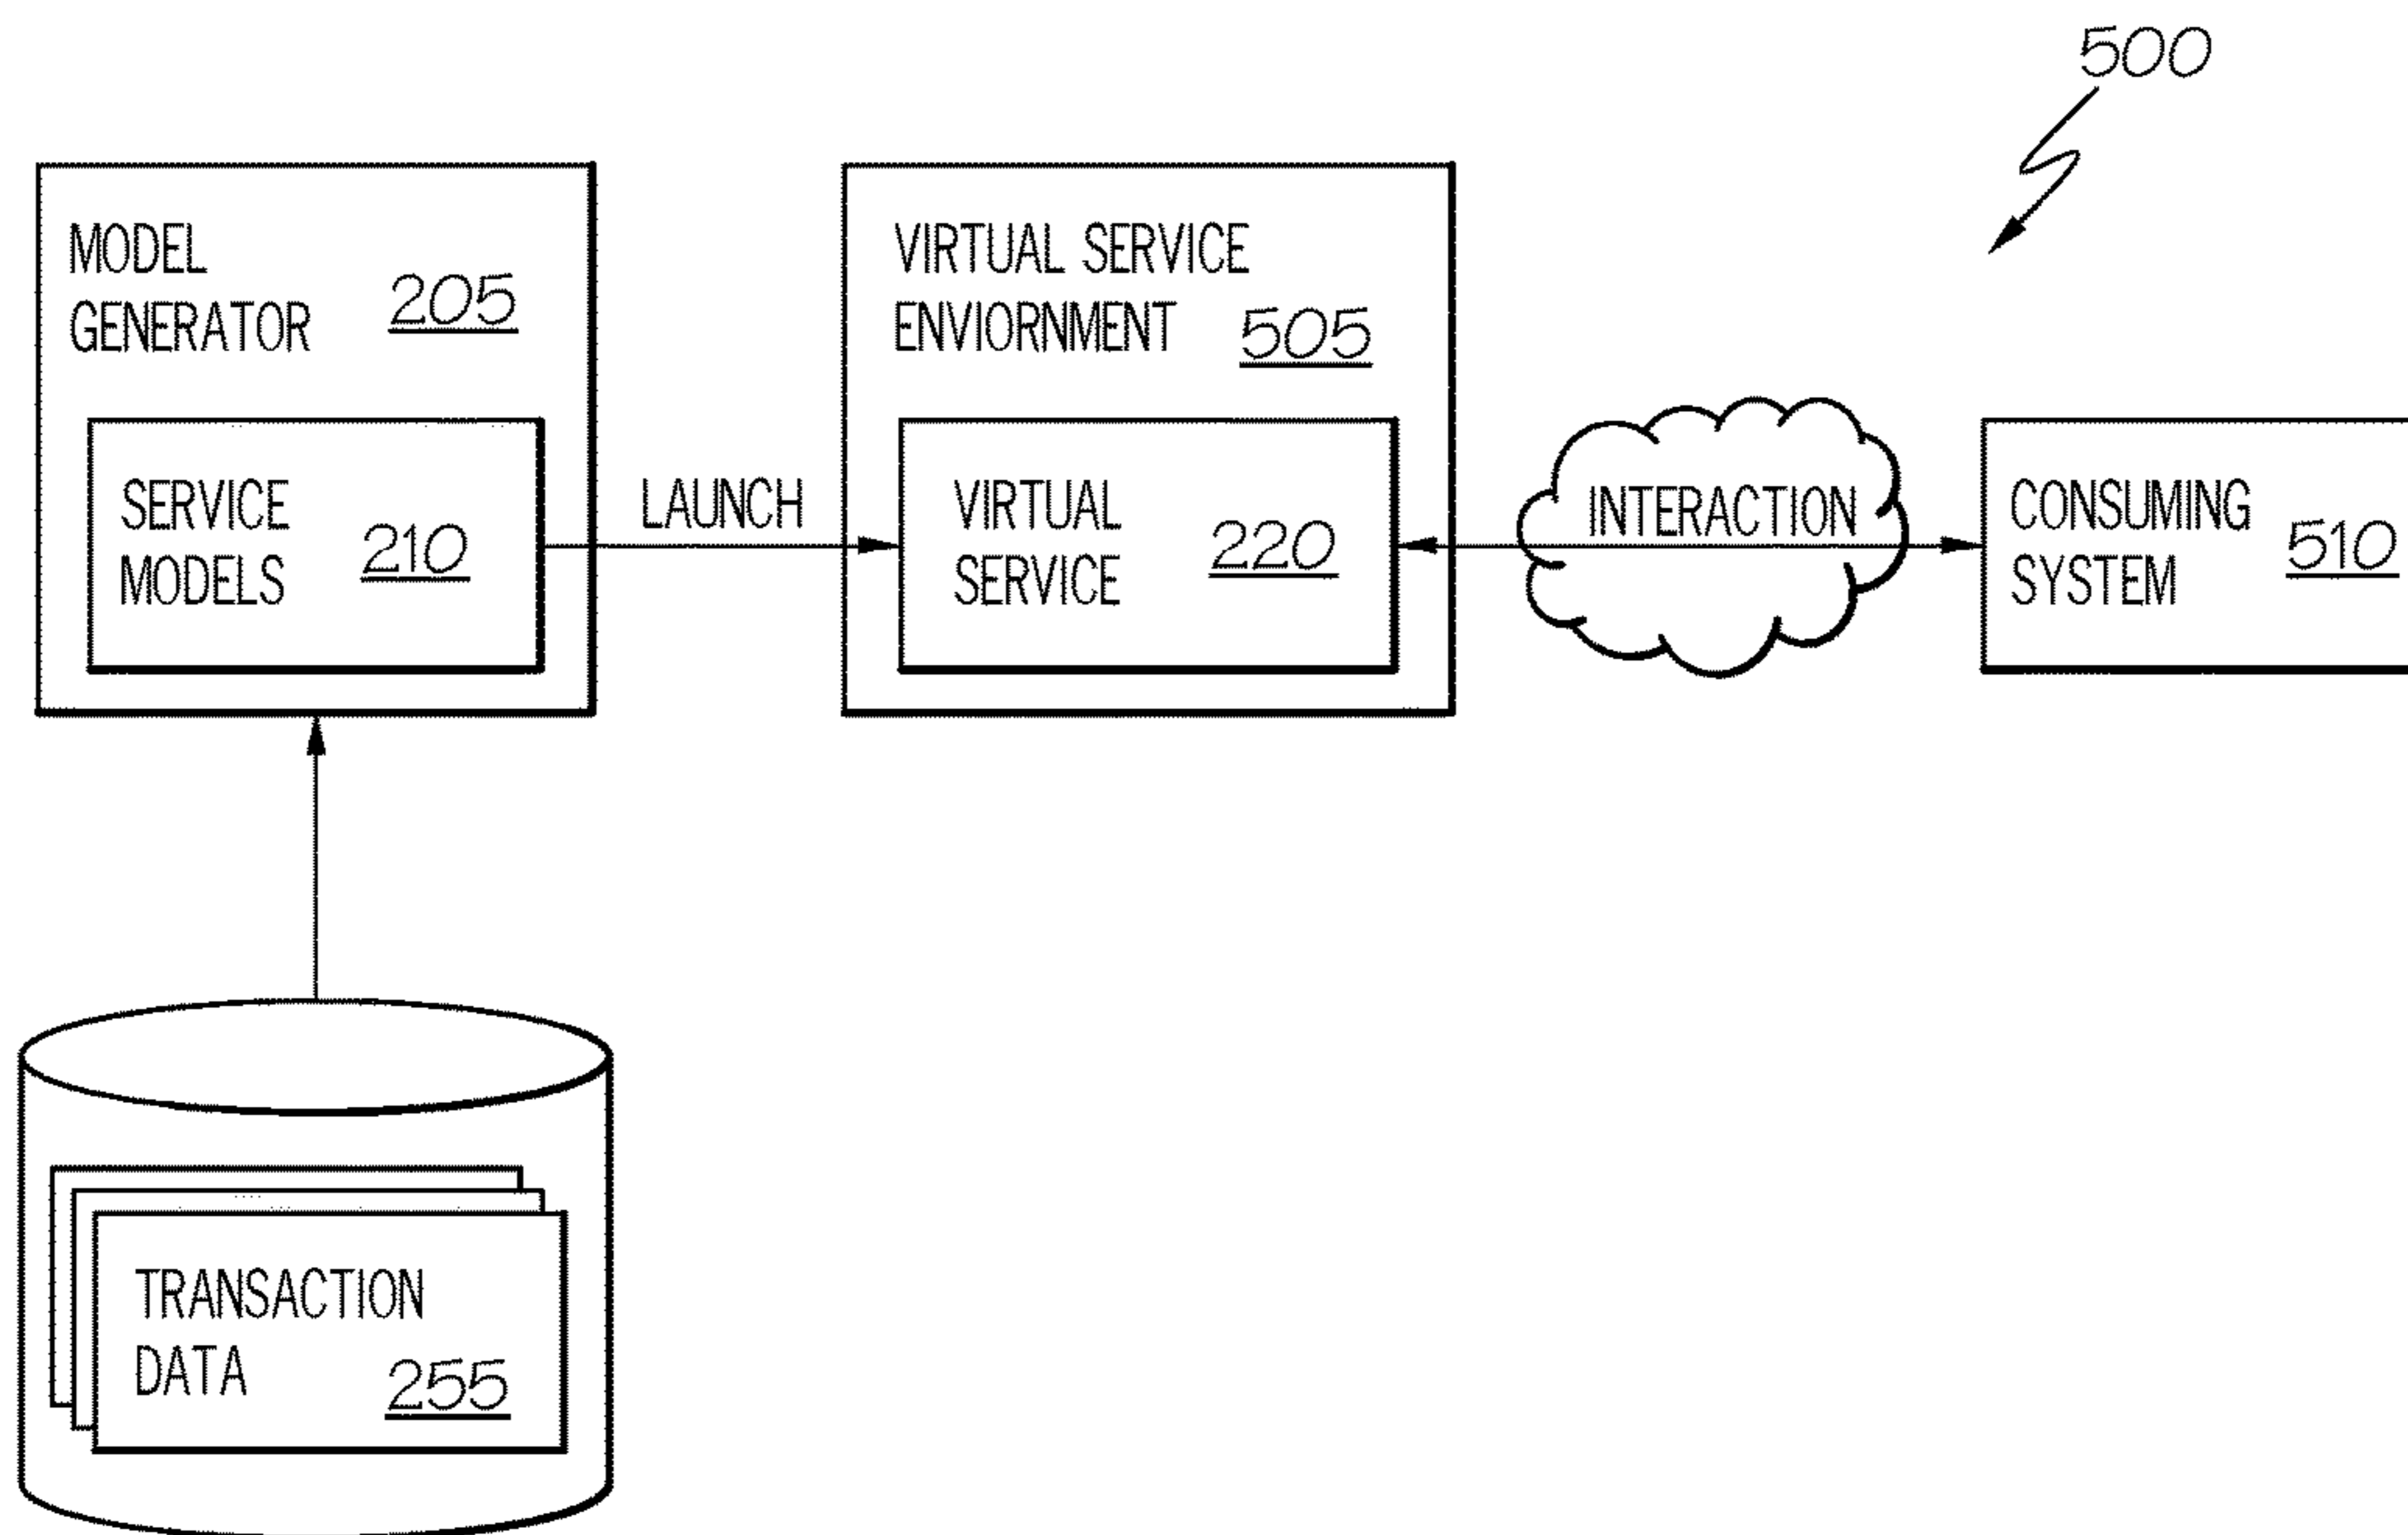 500
MODEL
GENERATOR 205
SERVICE
MODELS 210
LAUNCH
VIRTUAL SERVICE
ENVIORNMENT 505
VIRTUAL
SERVICE 220
INTERACTION
CONSUMING
SYSTEM 510
TRANSACTION
DATA 255